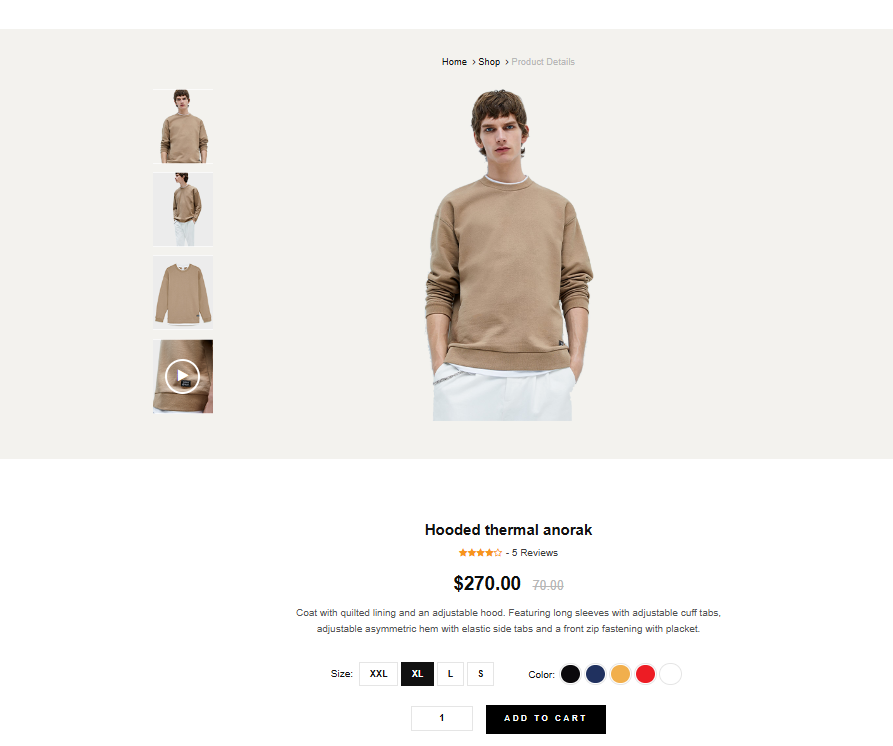 Home > Shop > Product Details
Hooded thermal anorak
- 5 Reviews
$270.00 70.00
Coat with quilted lining and an adjustable hood. Featuring long sleeves with adjustable cuff tabs,
adjustable asymmetric hem with elastic side tabs and a front zip fastening with placket.
Size: XXL XL L S Color:
1 ADD TO CART